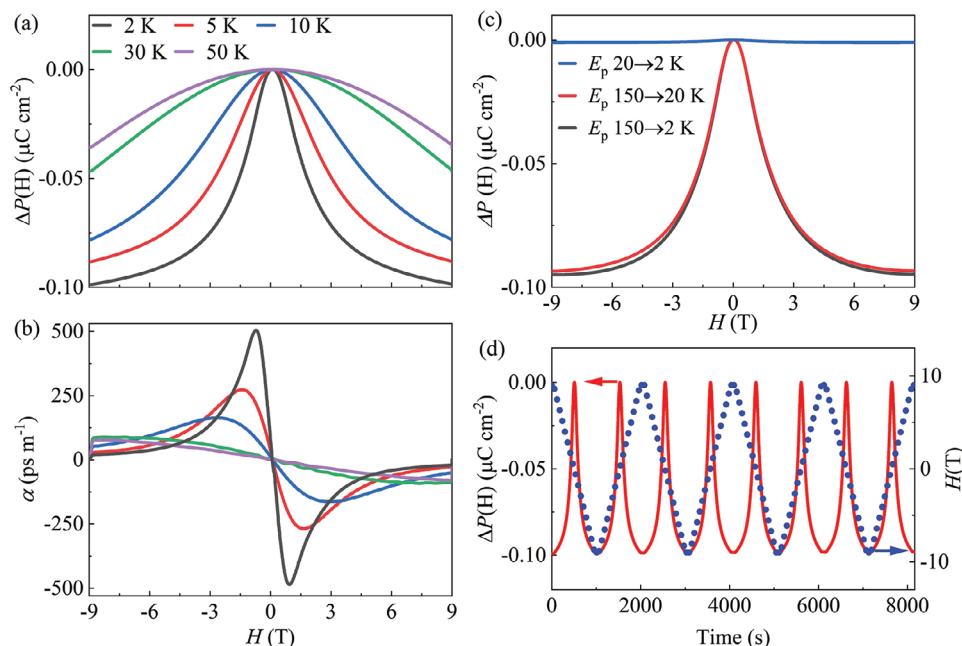 (a)
2 K 5 K 10 K
30 K 50 K
0.00
-0.05
-0.10
ΔP(H) (μC cm⁻²)
(b)
500
250
0
-250
-500
α (ps m⁻¹)
-9 -6 -3 0 3 6 9
H (T)
(c)
0.00
-0.05
-0.10
ΔP (H) (μC cm⁻²)
Eₚ 20→2 K
Eₚ 150→20 K
Eₚ 150→2 K
-9 -6 -3 0 3 6 9
H (T)
(d)
0.00
-0.05
-0.10
ΔP(H) (μC cm⁻²)
10
0
-10
H(T)
0 2000 4000 6000 8000
Time (s)